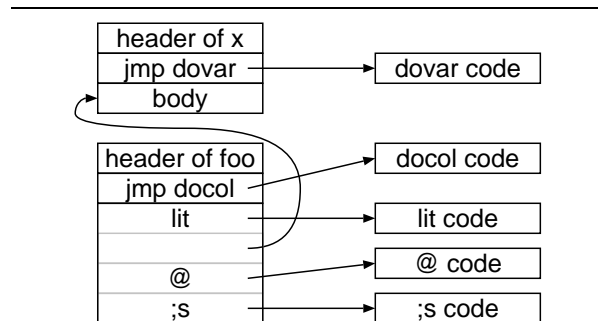 header of x
jmp dovar
dovar code
body
header of foo
docol code
jmp docol
lit
lit code
@
@ code
;s
;s code